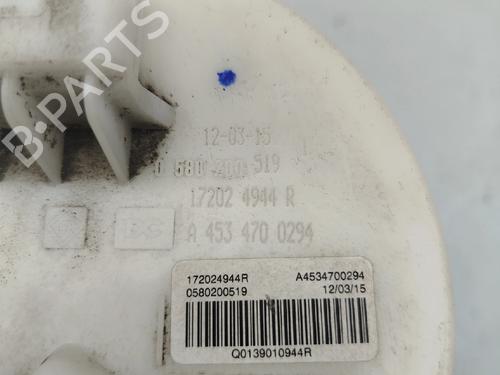 12-03-15
0 580 200 519
17202 4944 R
A 453 470 0294
172024944R A4534700294
0580200519 12/03/15
Q0139010944R
B-PARTS